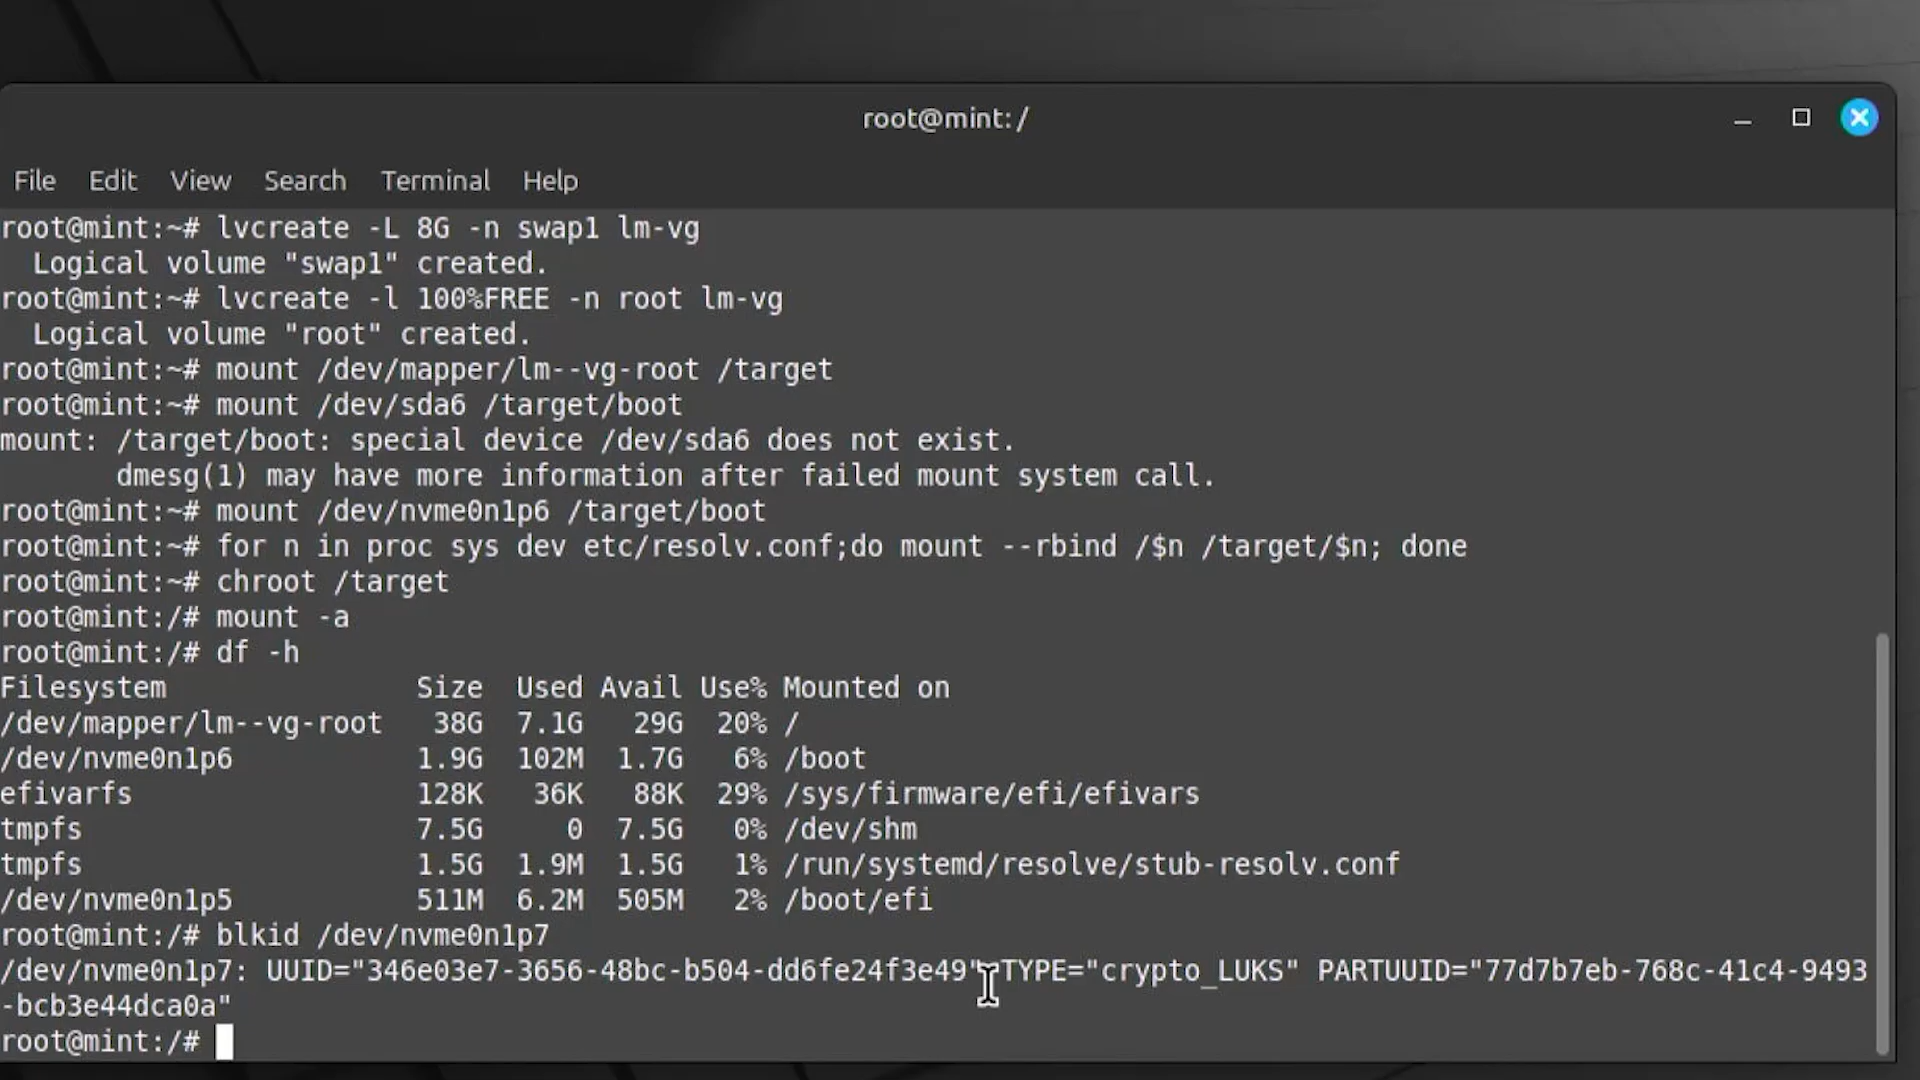 root@mint: /
File Edit View Search Terminal Help
root@mint:~# lvcreate -L 8G -n swap1 lm-vg
  Logical volume "swap1" created.
root@mint:~# lvcreate -l 100%FREE -n root lm-vg
  Logical volume "root" created.
root@mint:~# mount /dev/mapper/lm--vg-root /target
root@mint:~# mount /dev/sda6 /target/boot
mount: /target/boot: special device /dev/sda6 does not exist.
       dmesg(1) may have more information after failed mount system call.
root@mint:~# mount /dev/nvme0n1p6 /target/boot
root@mint:~# for n in proc sys dev etc/resolv.conf;do mount --rbind /$n /target/$n; done
root@mint:~# chroot /target
root@mint:/# mount -a
root@mint:/# df -h
Filesystem               Size  Used Avail Use% Mounted on
/dev/mapper/lm--vg-root   38G  7.1G   29G  20% /
/dev/nvme0n1p6           1.9G  102M  1.7G   6% /boot
efivarfs                 128K   36K   88K  29% /sys/firmware/efi/efivars
tmpfs                    7.5G     0  7.5G   0% /dev/shm
tmpfs                    1.5G  1.9M  1.5G   1% /run/systemd/resolve/stub-resolv.conf
/dev/nvme0n1p5           511M  6.2M  505M   2% /boot/efi
root@mint:/# blkid /dev/nvme0n1p7
/dev/nvme0n1p7: UUID="346e03e7-3656-48bc-b504-dd6fe24f3e49" TYPE="crypto_LUKS" PARTUUID="77d7b7eb-768c-41c4-9493
-bcb3e44dca0a"
root@mint:/#